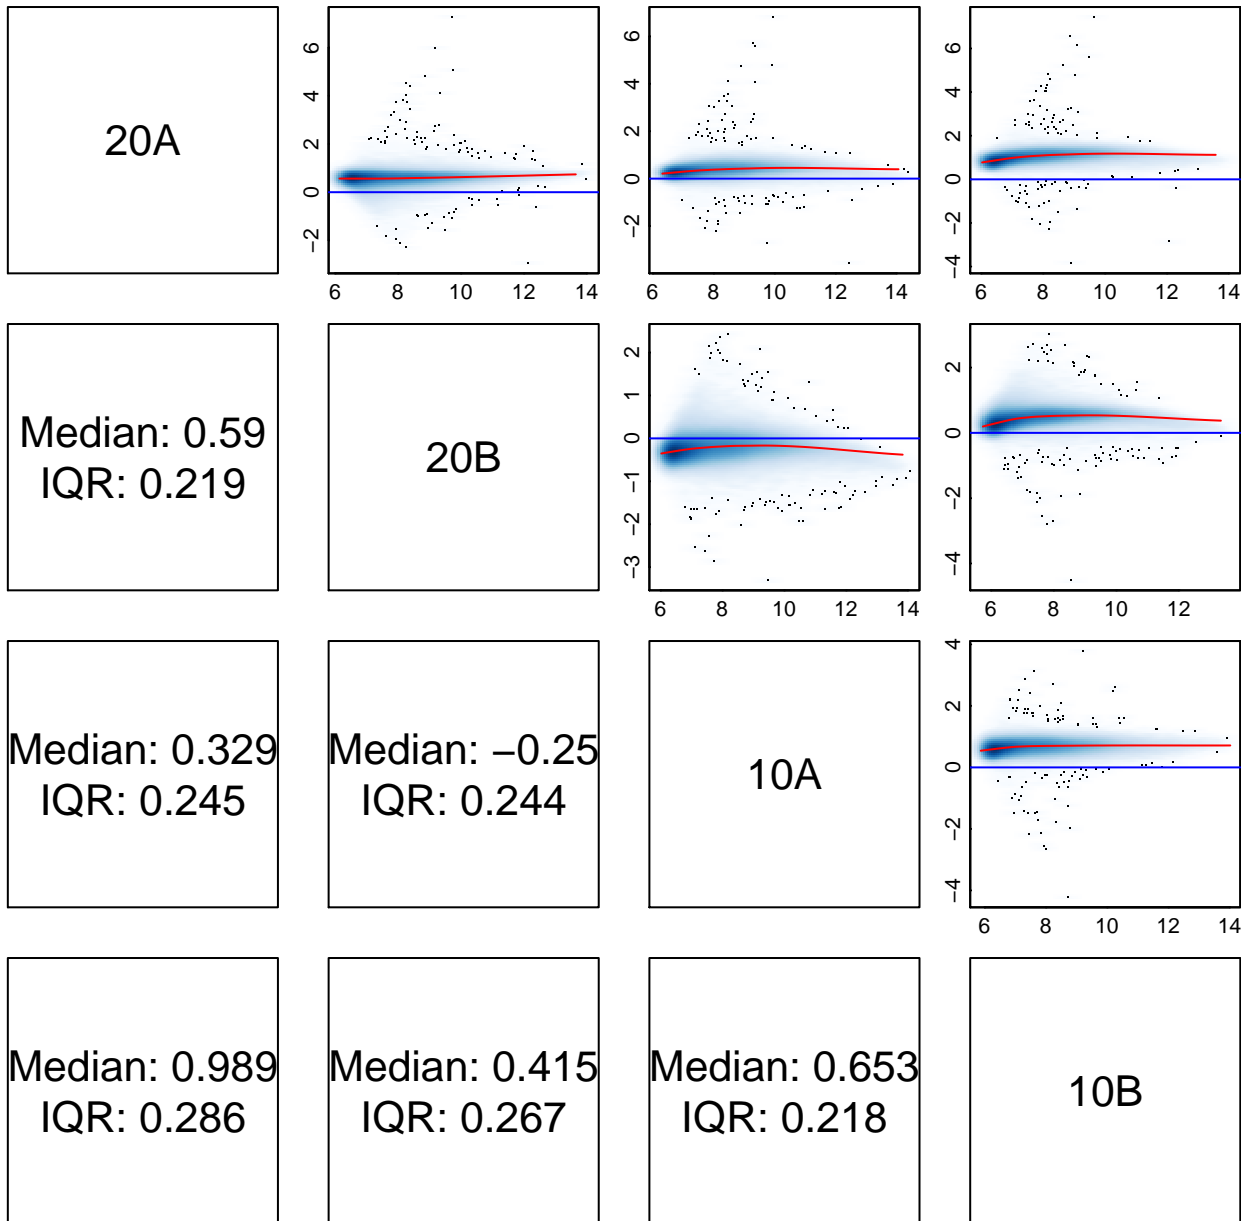 20A
−2 0 2 4 6
6 8 10 12 14
−2 0 2 4 6
6 8 10 12 14
−4 −2 0 2 4 6
6 8 10 12 14
Median: 0.59
IQR: 0.219
20B
−3 −2 −1 0 1 2
6 8 10 12 14
−4 −2 0 2
6 8 10 12
Median: 0.329
IQR: 0.245
Median: −0.25
IQR: 0.244
10A
−4 −2 0 2 4
6 8 10 12 14
Median: 0.989
IQR: 0.286
Median: 0.415
IQR: 0.267
Median: 0.653
IQR: 0.218
10B